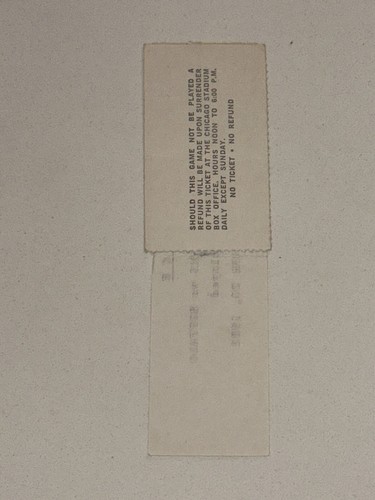 SHOULD THIS GAME NOT BE PLAYED A
REFUND WILL BE MADE UPON SURRENDER
OF THIS TICKET AT THE CHICAGO STADIUM
BOX OFFICE, HOURS NOON TO 6:00 P.M.
DAILY EXCEPT SUNDAY.
NO TICKET • NO REFUND